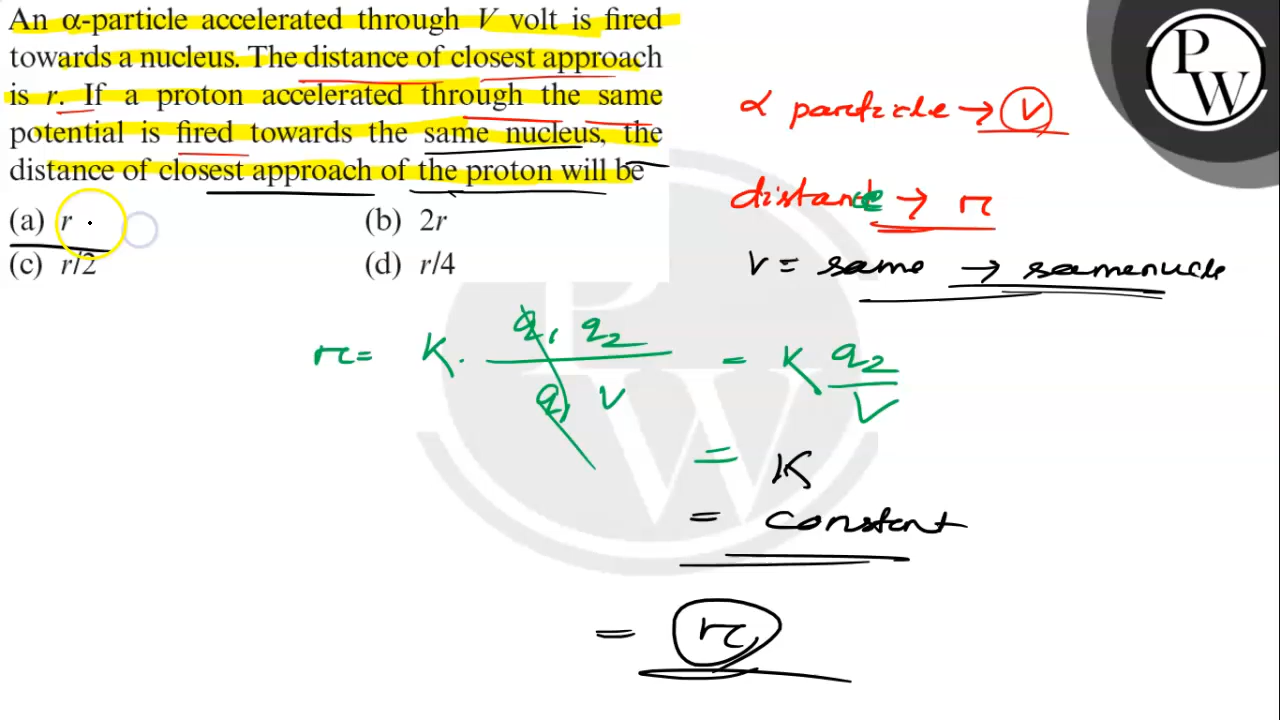 An α-particle accelerated through V volt is fired
towards a nucleus. The distance of closest approach
is r. If a proton accelerated through the same
potential is fired towards the same nucleus, the
distance of closest approach of the proton will be
(a) r
(b) 2r
(c) r/2
(d) r/4
P
W
α particle → V
distance → r
V = same → same nucle
r = K . q₁ q₂ / q₁ V = K q₂ / V
= K
= constant
= r
P
W